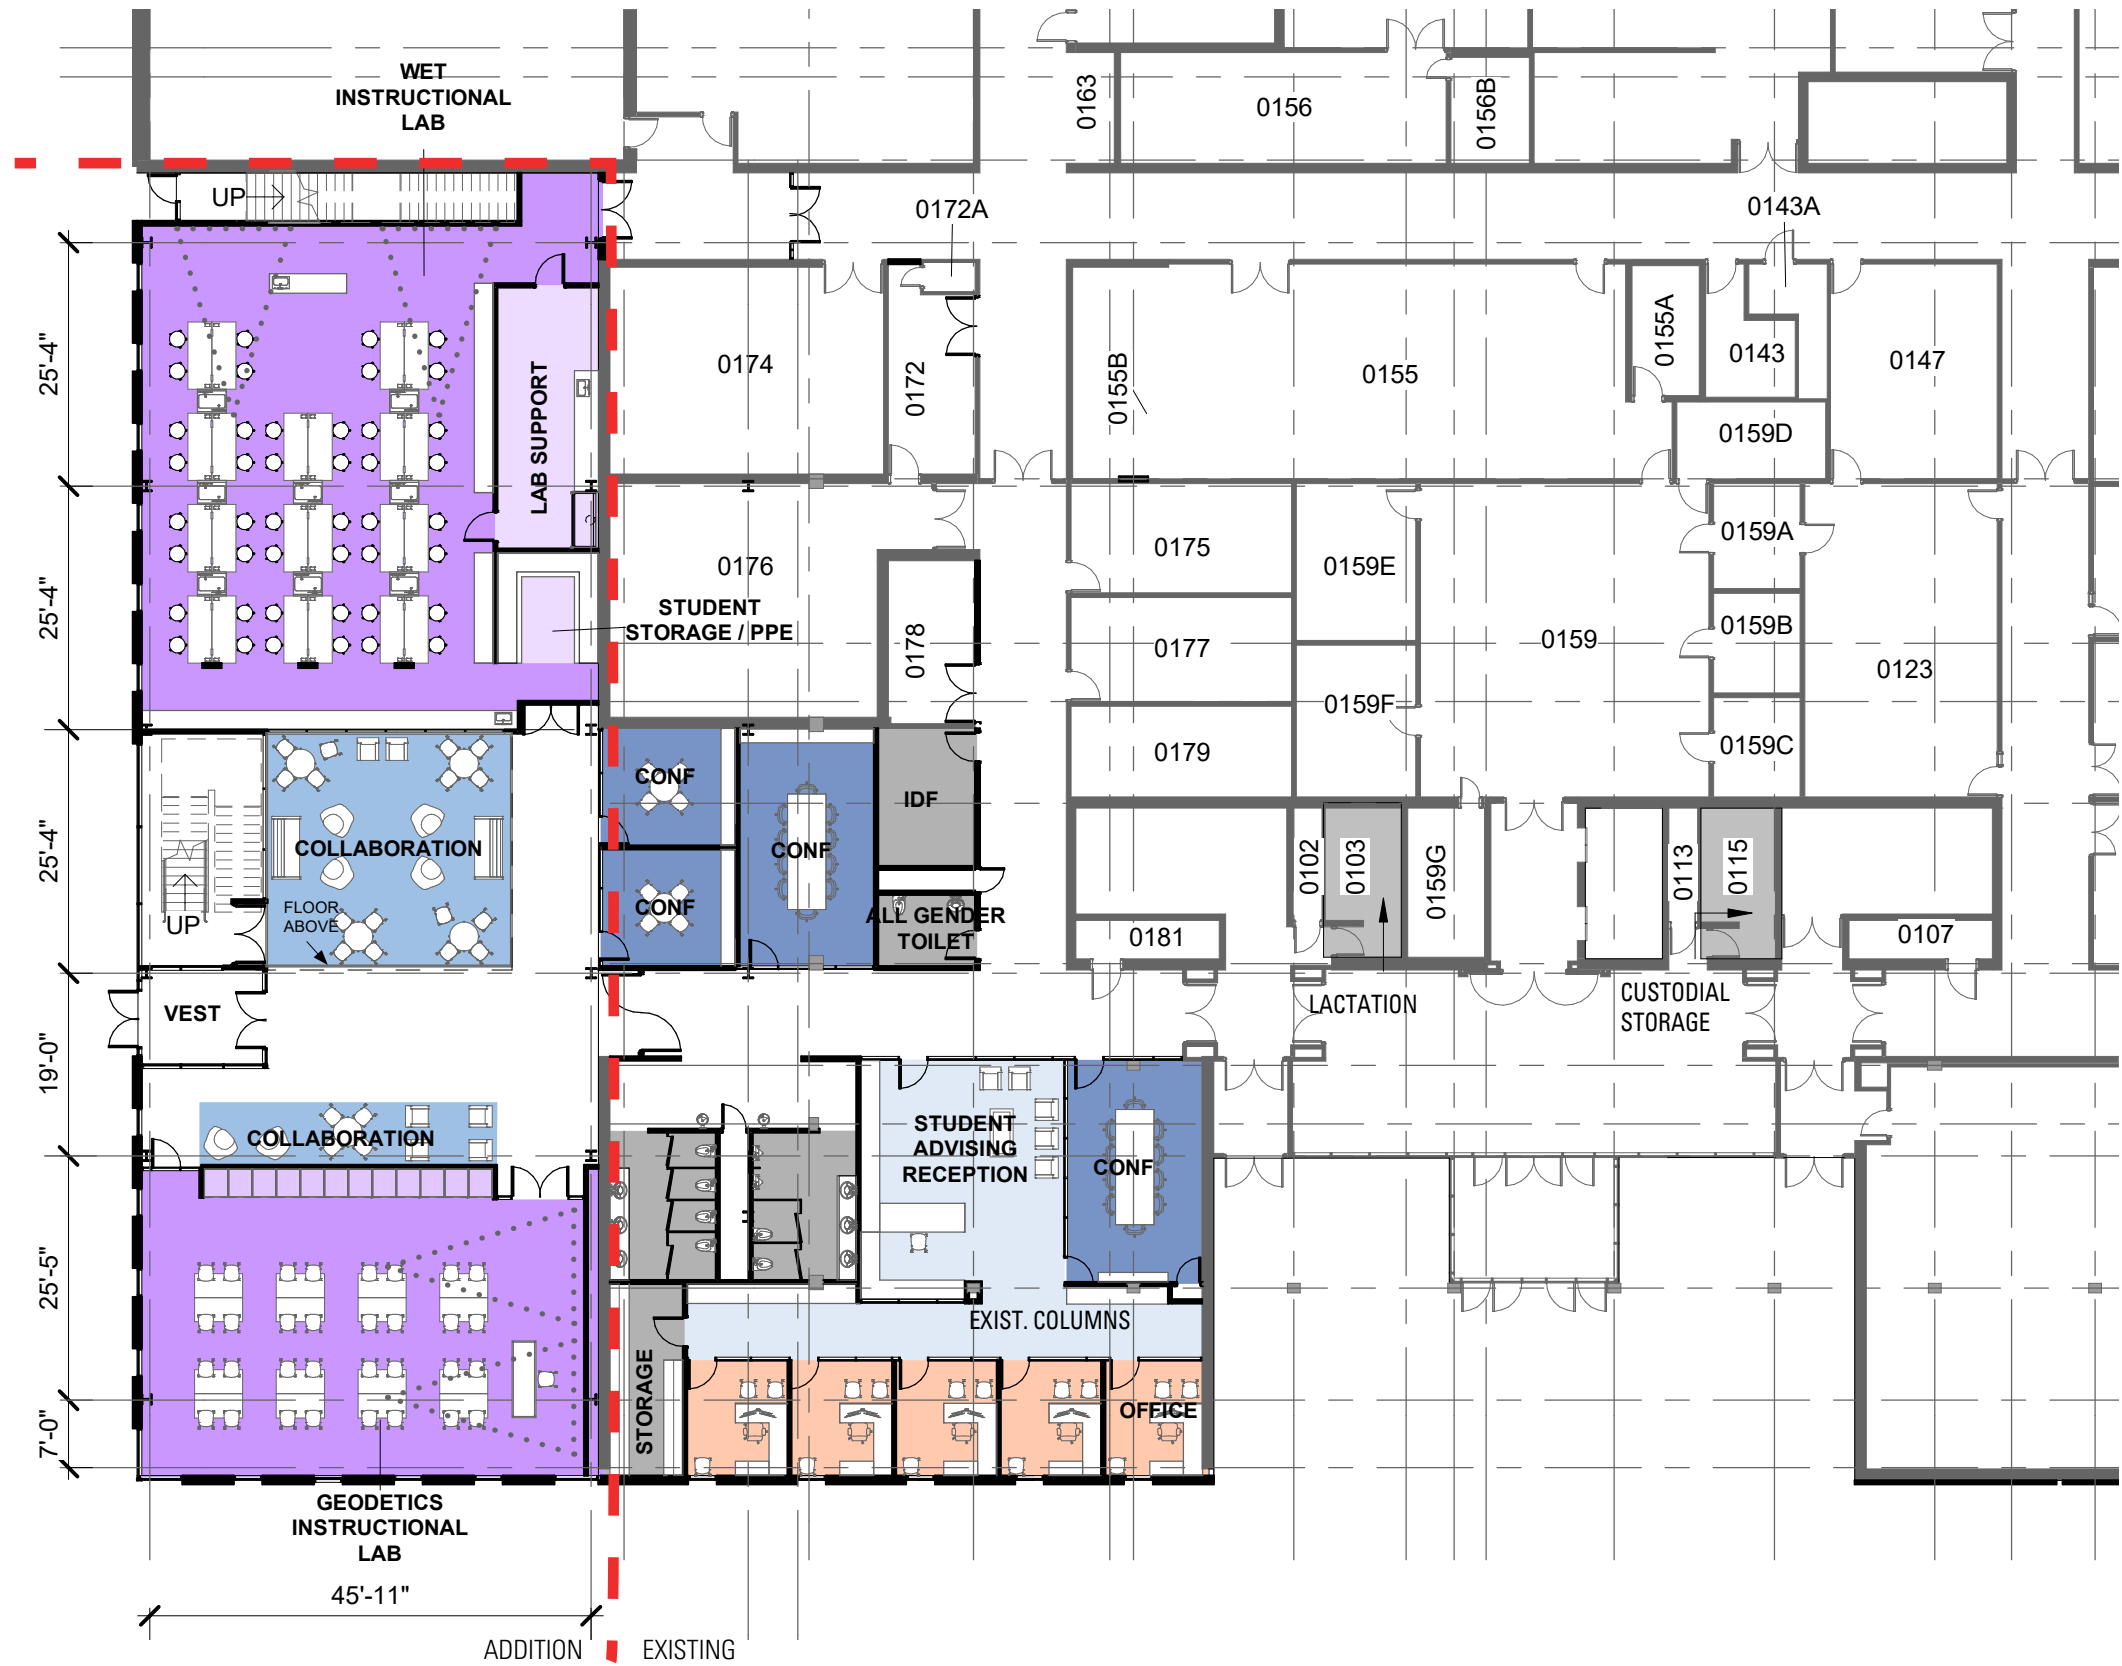 WET
INSTRUCTIONAL
LAB
0163
0156
0156B
UP
0172A
0143A
25'-4"
0174
0172
0155B
0155
0155A
0143
0147
LAB SUPPORT
0159D
25'-4"
0176
STUDENT
STORAGE / PPE
0178
0175
0177
0179
0159E
0159F
0159
0159A
0159B
0159C
0123
25'-4"
UP
COLLABORATION
FLOOR
ABOVE
CONF
CONF
CONF
IDF
ALL GENDER
TOILET
0181
0102
0103
0159G
0113
0115
0107
LACTATION
CUSTODIAL
STORAGE
19'-0"
VEST
COLLABORATION
STUDENT
ADVISING
RECEPTION
CONF
25'-5"
EXIST. COLUMNS
STORAGE
OFFICE
7'-0"
GEODETICS
INSTRUCTIONAL
LAB
45'-11"
ADDITION
EXISTING